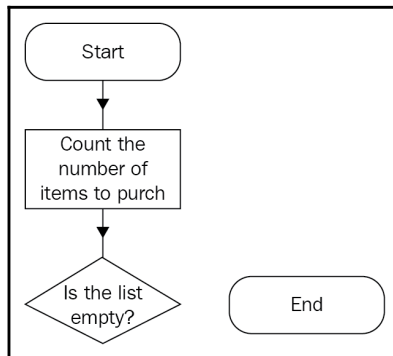 Start
Count the
number of
items to purch
Is the list
empty?
End